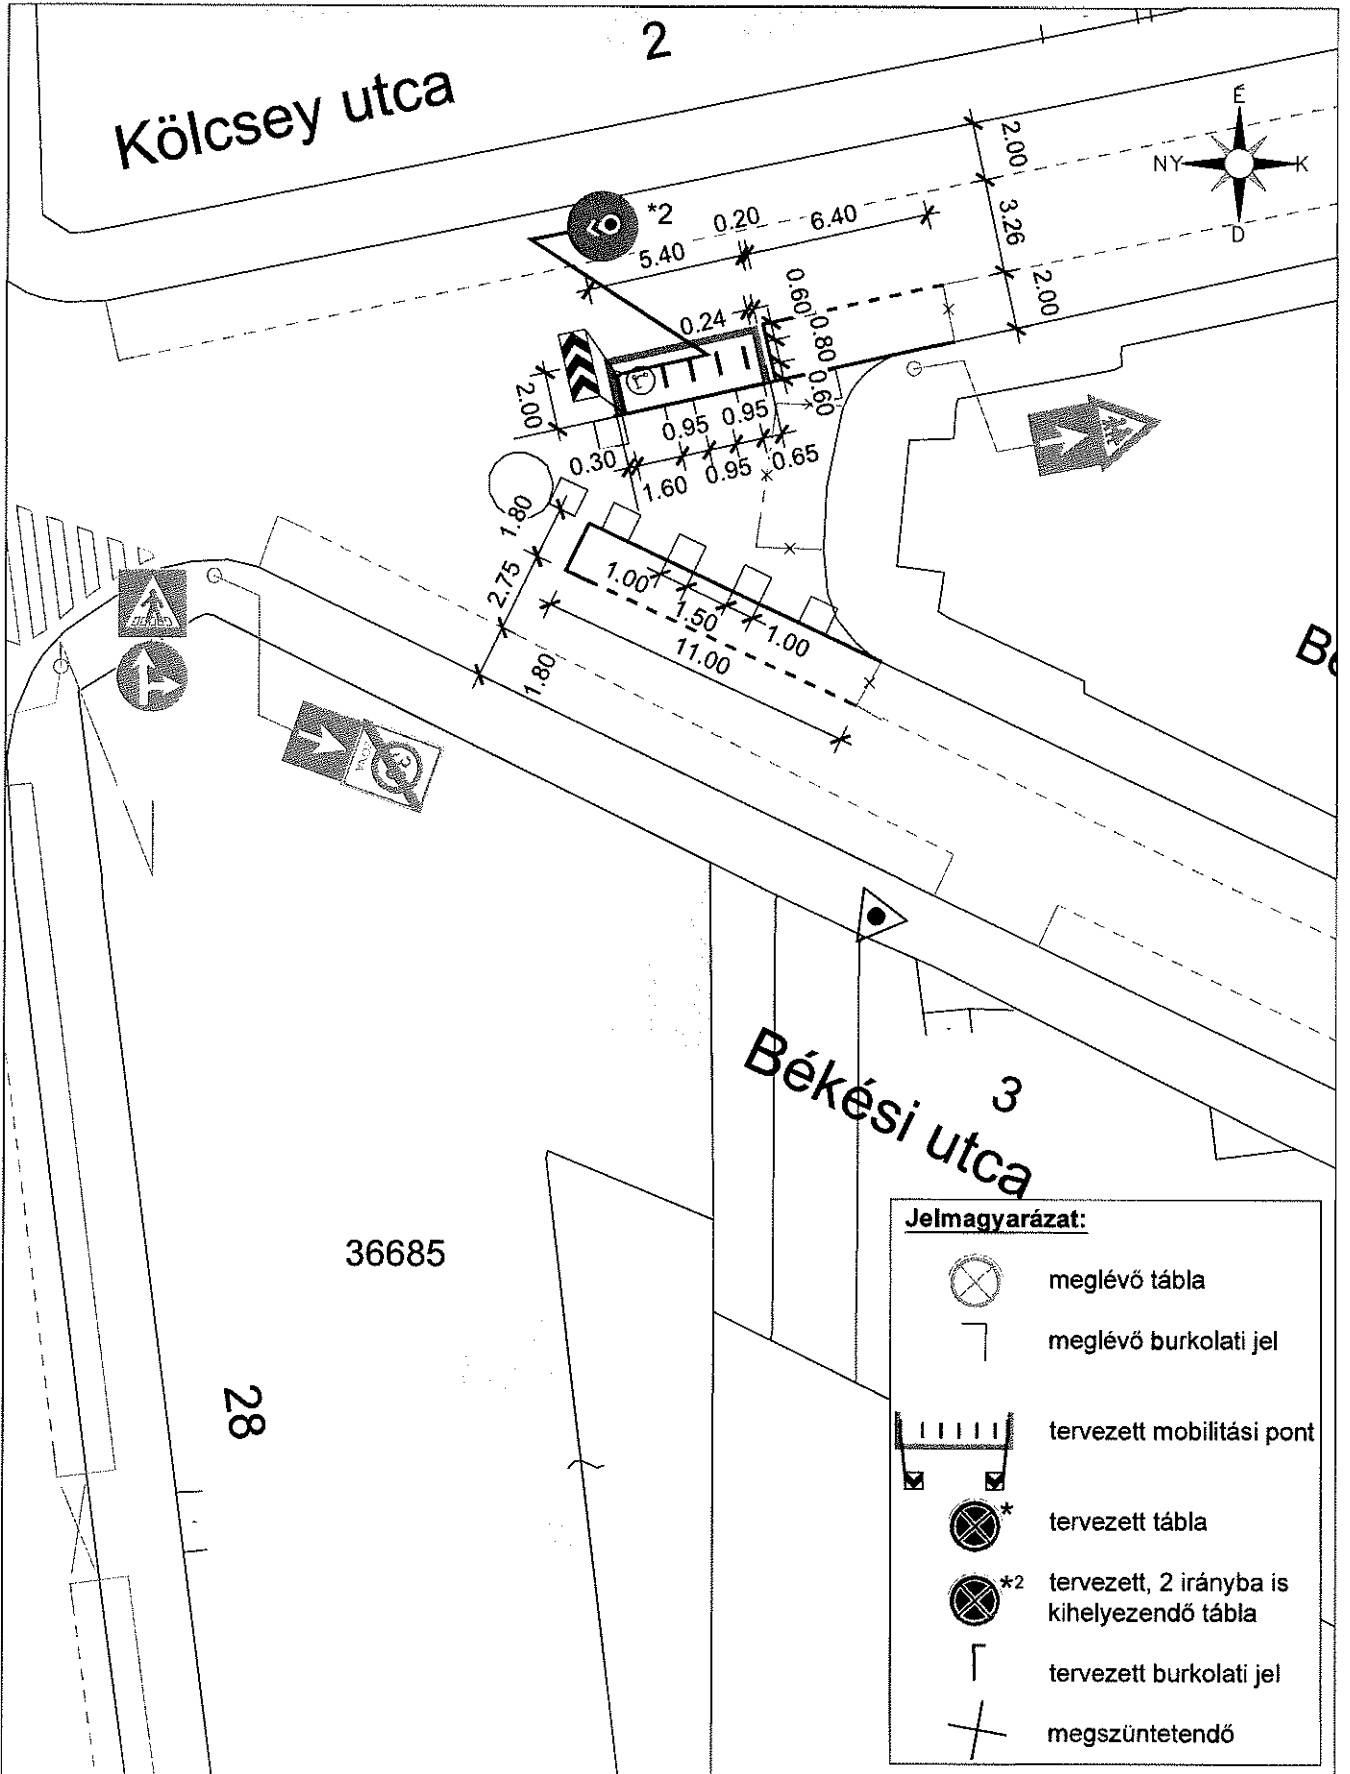 2
Kölcsey utca
É
NY
K
D
2.00
3.26
2.00
*2
0.20
6.40
5.40
0.60
0.80
0.60
0.24
2.00
0.95
0.95
0.30
1.60
0.95
0.65
1.80
2.75
1.80
1.00
1.50
1.00
11.00
ZÓNA
Bé
Békési utca
3
36685
28
Jelmagyarázat:
meglévő tábla
meglévő burkolati jel
tervezett mobilitási pont
* tervezett tábla
*2 tervezett, 2 irányba is
kihelyezendő tábla
tervezett burkolati jel
megszüntetendő